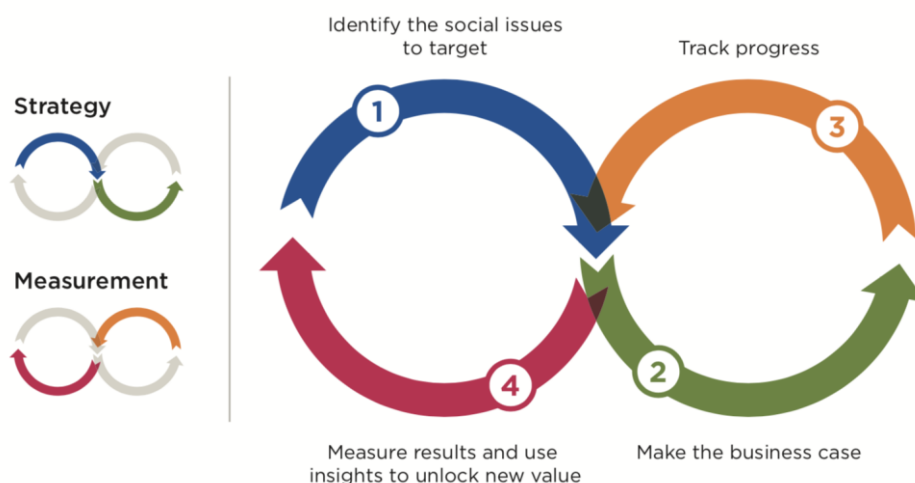 Strategy
Measurement
Identify the social issues
to target
1
Track progress
3
4
Measure results and use
insights to unlock new value
2
Make the business case